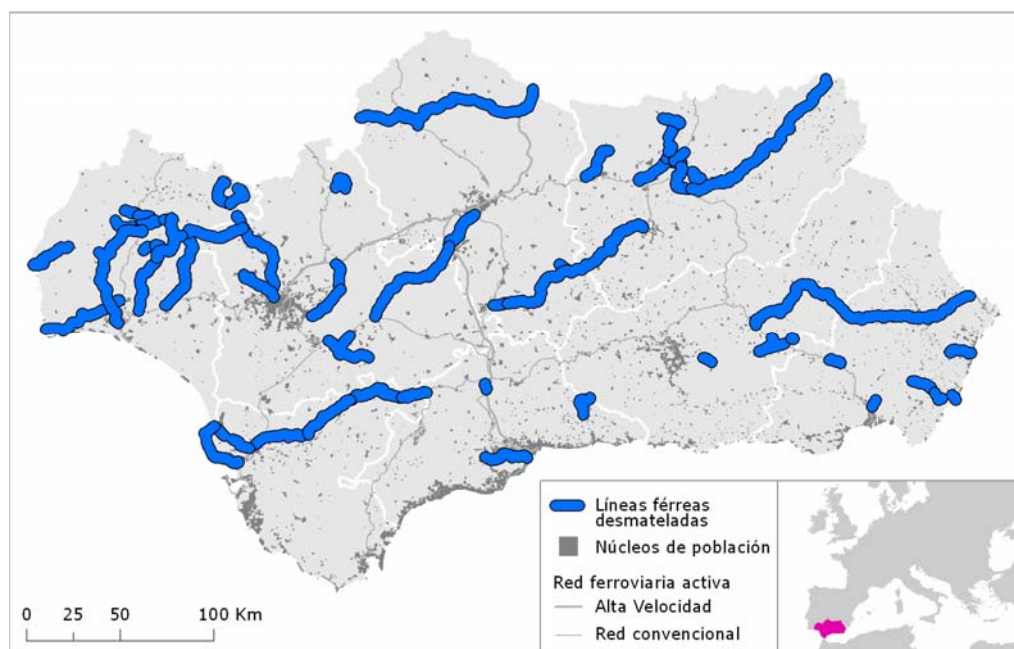 Líneas férreas
desmateladas
Núcleos de población
Red ferroviaria activa
Alta Velocidad
Red convencional
0 25 50 100 Km